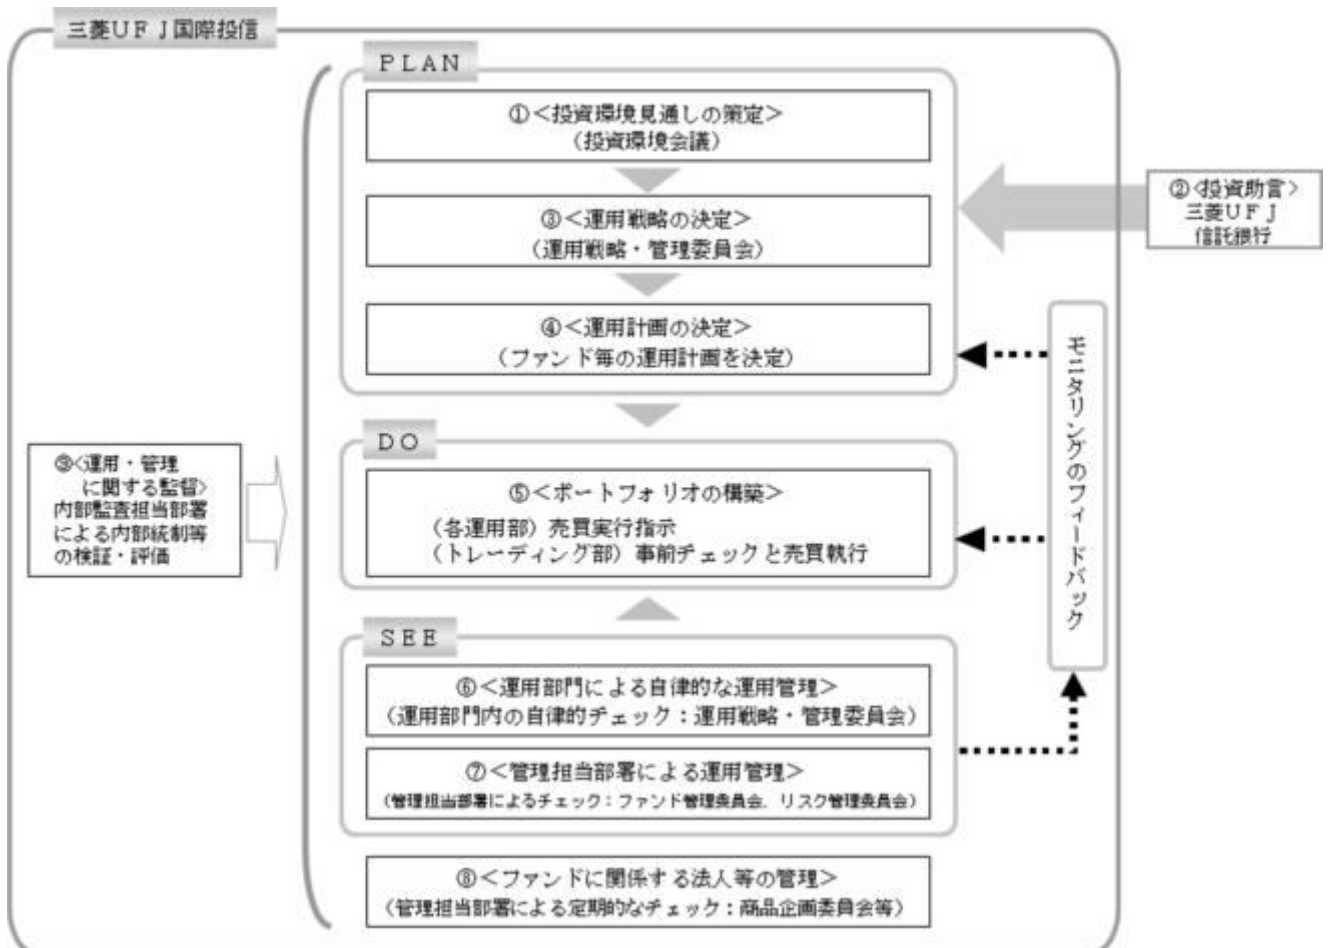 三菱UFJ国際投信
PLAN
①<投資環境見通しの策定>
(投資環境会議)
②<投資助言>
三菱UFJ
信託銀行
③<運用戦略の決定>
(運用戦略・管理委員会)
④<運用計画の決定>
(ファンド毎の運用計画を決定)
モニタリングのフィードバック
DO
⑤<ポートフォリオの構築>
(各運用部)売買実行指示
(トレーディング部)事前チェックと売買執行
⑨<運用・管理
に関する監督>
内部監査担当部署
による内部統制等
の検証・評価
SEE
⑥<運用部門による自律的な運用管理>
(運用部門内の自律的チェック:運用戦略・管理委員会)
⑦<管理担当部署による運用管理>
(管理担当部署によるチェック:ファンド管理委員会、リスク管理委員会)
⑧<ファンドに関係する法人等の管理>
(管理担当部署による定期的なチェック:商品企画委員会等)